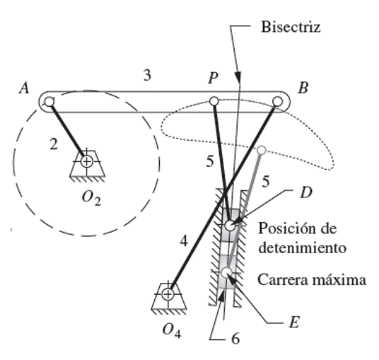 Bisectriz
3
A
P
B
2
5
5
O2
D
4
Posición de
detenimiento
Carrera máxima
O4
E
6